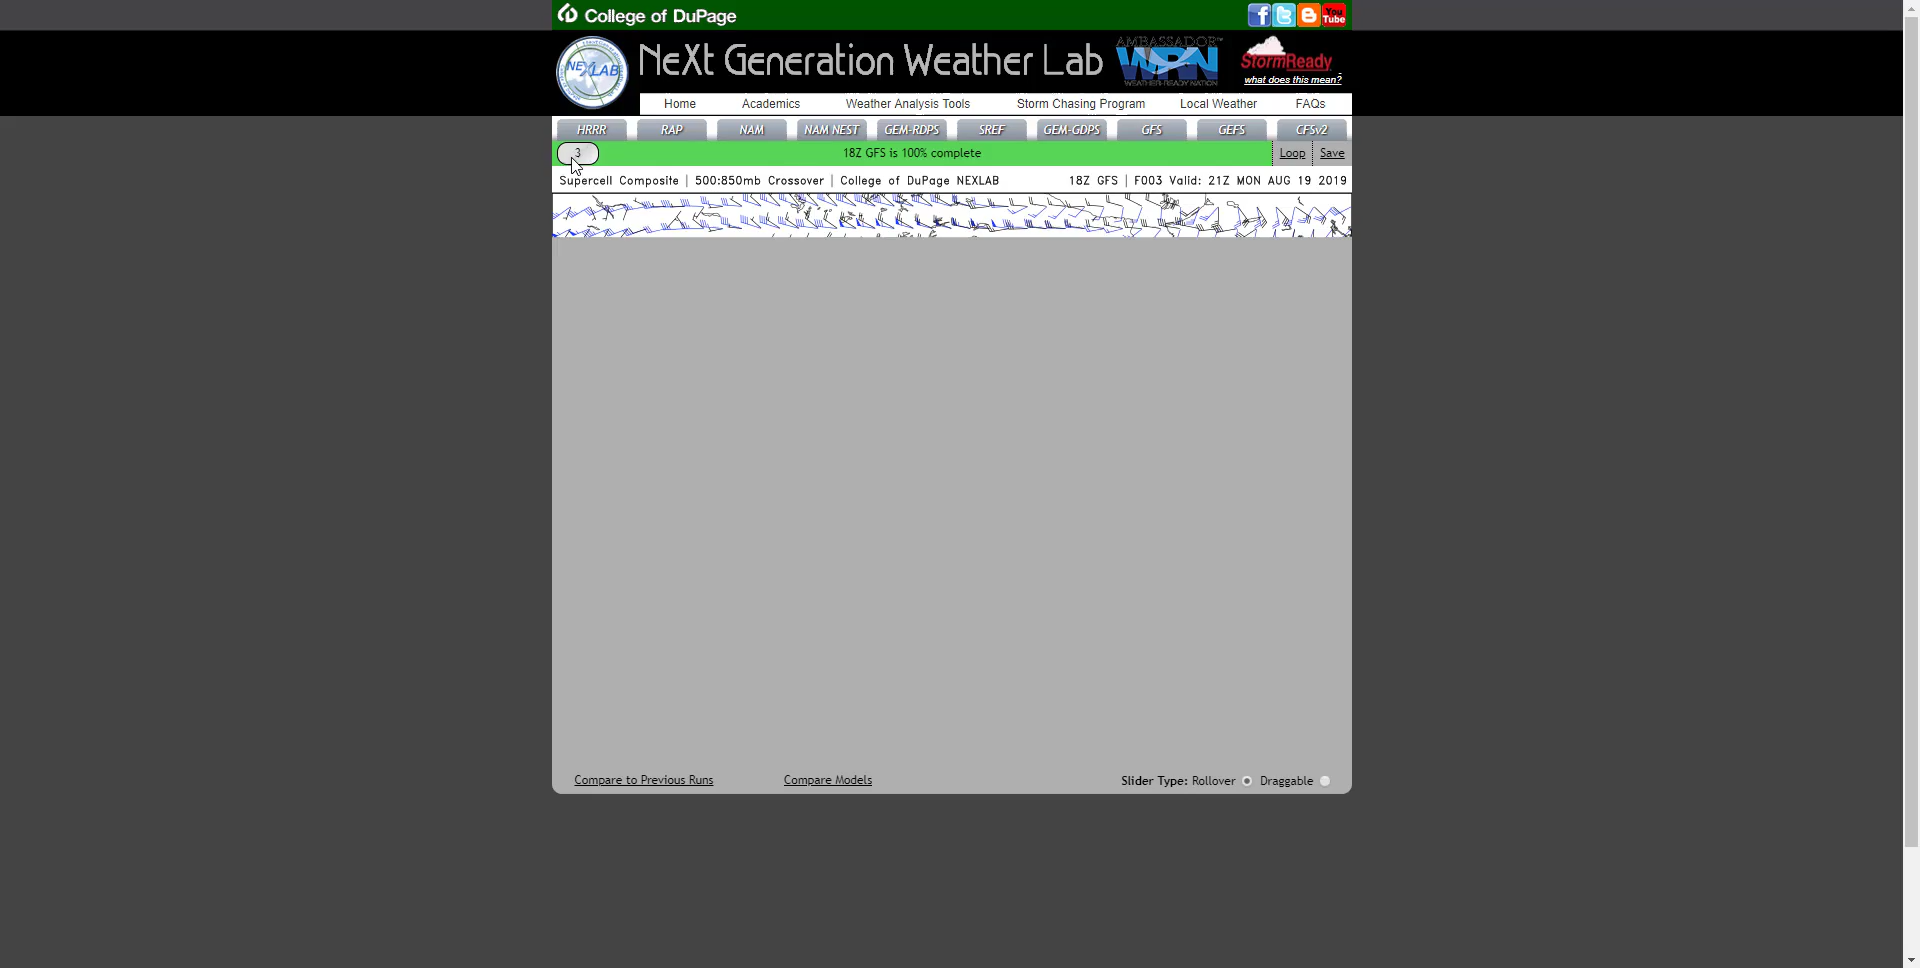 College of DuPage
You
Tube
NEXLAB
NeXt Generation Weather Lab
AMBASSADOR™
WRN
WEATHER-READY NATION
StormReady
what does this mean?
Home Academics Weather Analysis Tools Storm Chasing Program Local Weather FAQs
HRRR RAP NAM NAM NEST GEM-RDPS SREF GEM-GDPS GFS GEFS CFSv2
3 18Z GFS is 100% complete Loop Save
Supercell Composite | 500:850mb Crossover | College of DuPage NEXLAB 18Z GFS | F003 Valid: 21Z MON AUG 19 2019
Compare to Previous Runs Compare Models Slider Type: Rollover Draggable